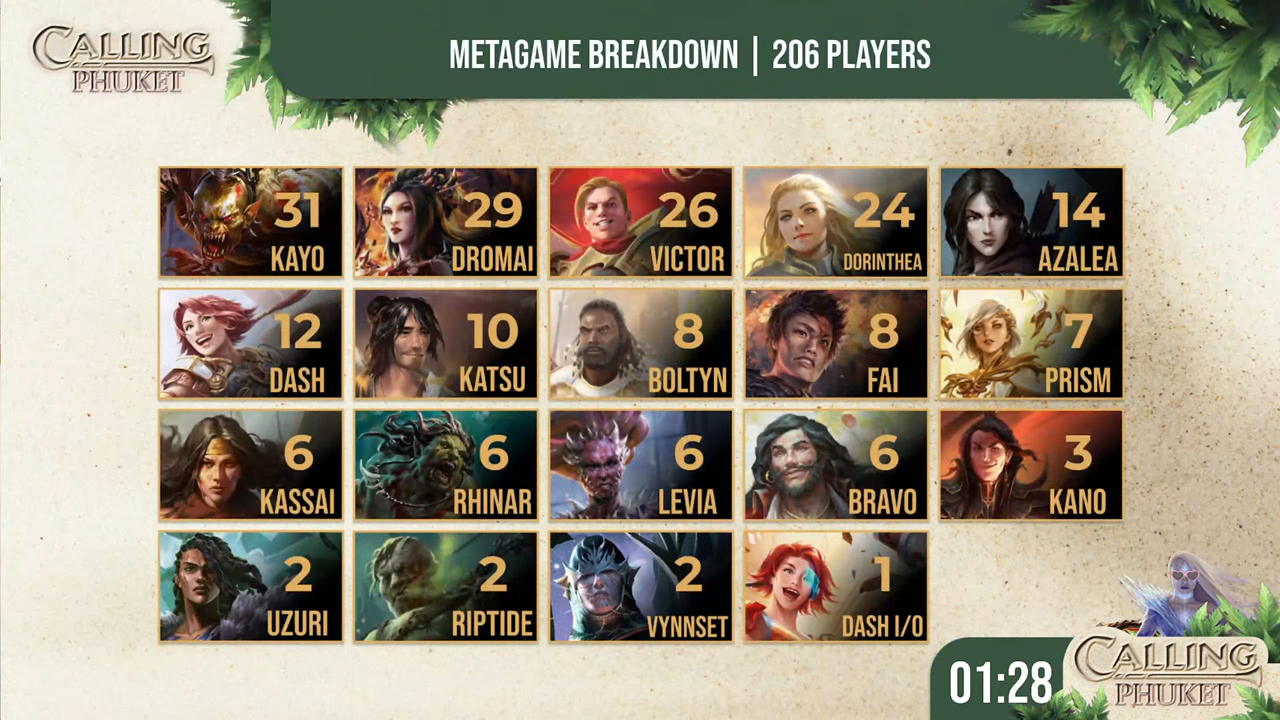 CALLING
PHUKET
METAGAME BREAKDOWN | 206 PLAYERS
31
KAYO
29
DROMAI
26
VICTOR
24
DORINTHEA
14
AZALEA
12
DASH
10
KATSU
8
BOLTYN
8
FAI
7
PRISM
6
KASSAI
6
RHINAR
6
LEVIA
6
BRAVO
3
KANO
2
UZURI
2
RIPTIDE
2
VYNNSET
1
DASH I/O
01:28
CALLING
PHUKET